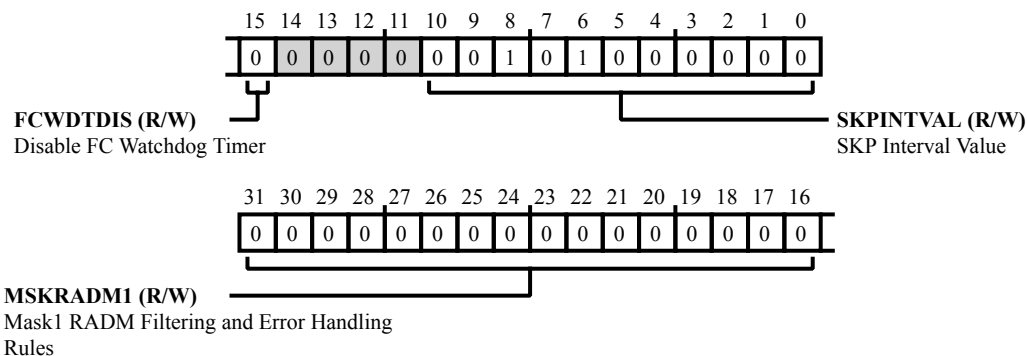 15 14 13 12 11 10 9 8 7 6 5 4 3 2 1 0
0 0 0 0 0 0 0 1 0 1 0 0 0 0 0 0
FCWDTDIS (R/W)
Disable FC Watchdog Timer
SKPINTVAL (R/W)
SKP Interval Value
31 30 29 28 27 26 25 24 23 22 21 20 19 18 17 16
0 0 0 0 0 0 0 0 0 0 0 0 0 0 0 0
MSKRADM1 (R/W)
Mask1 RADM Filtering and Error Handling
Rules